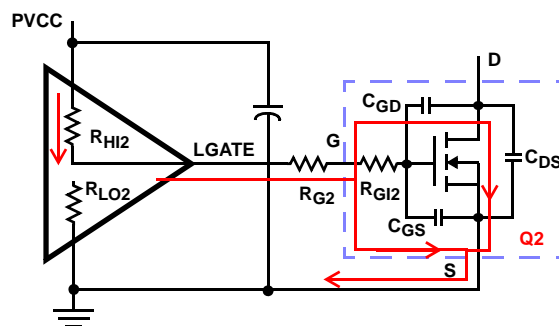 PVCC
D
CGD
RHI2
LGATE
G
CDS
RLO2
RG2
RGI2
CGS
Q2
S